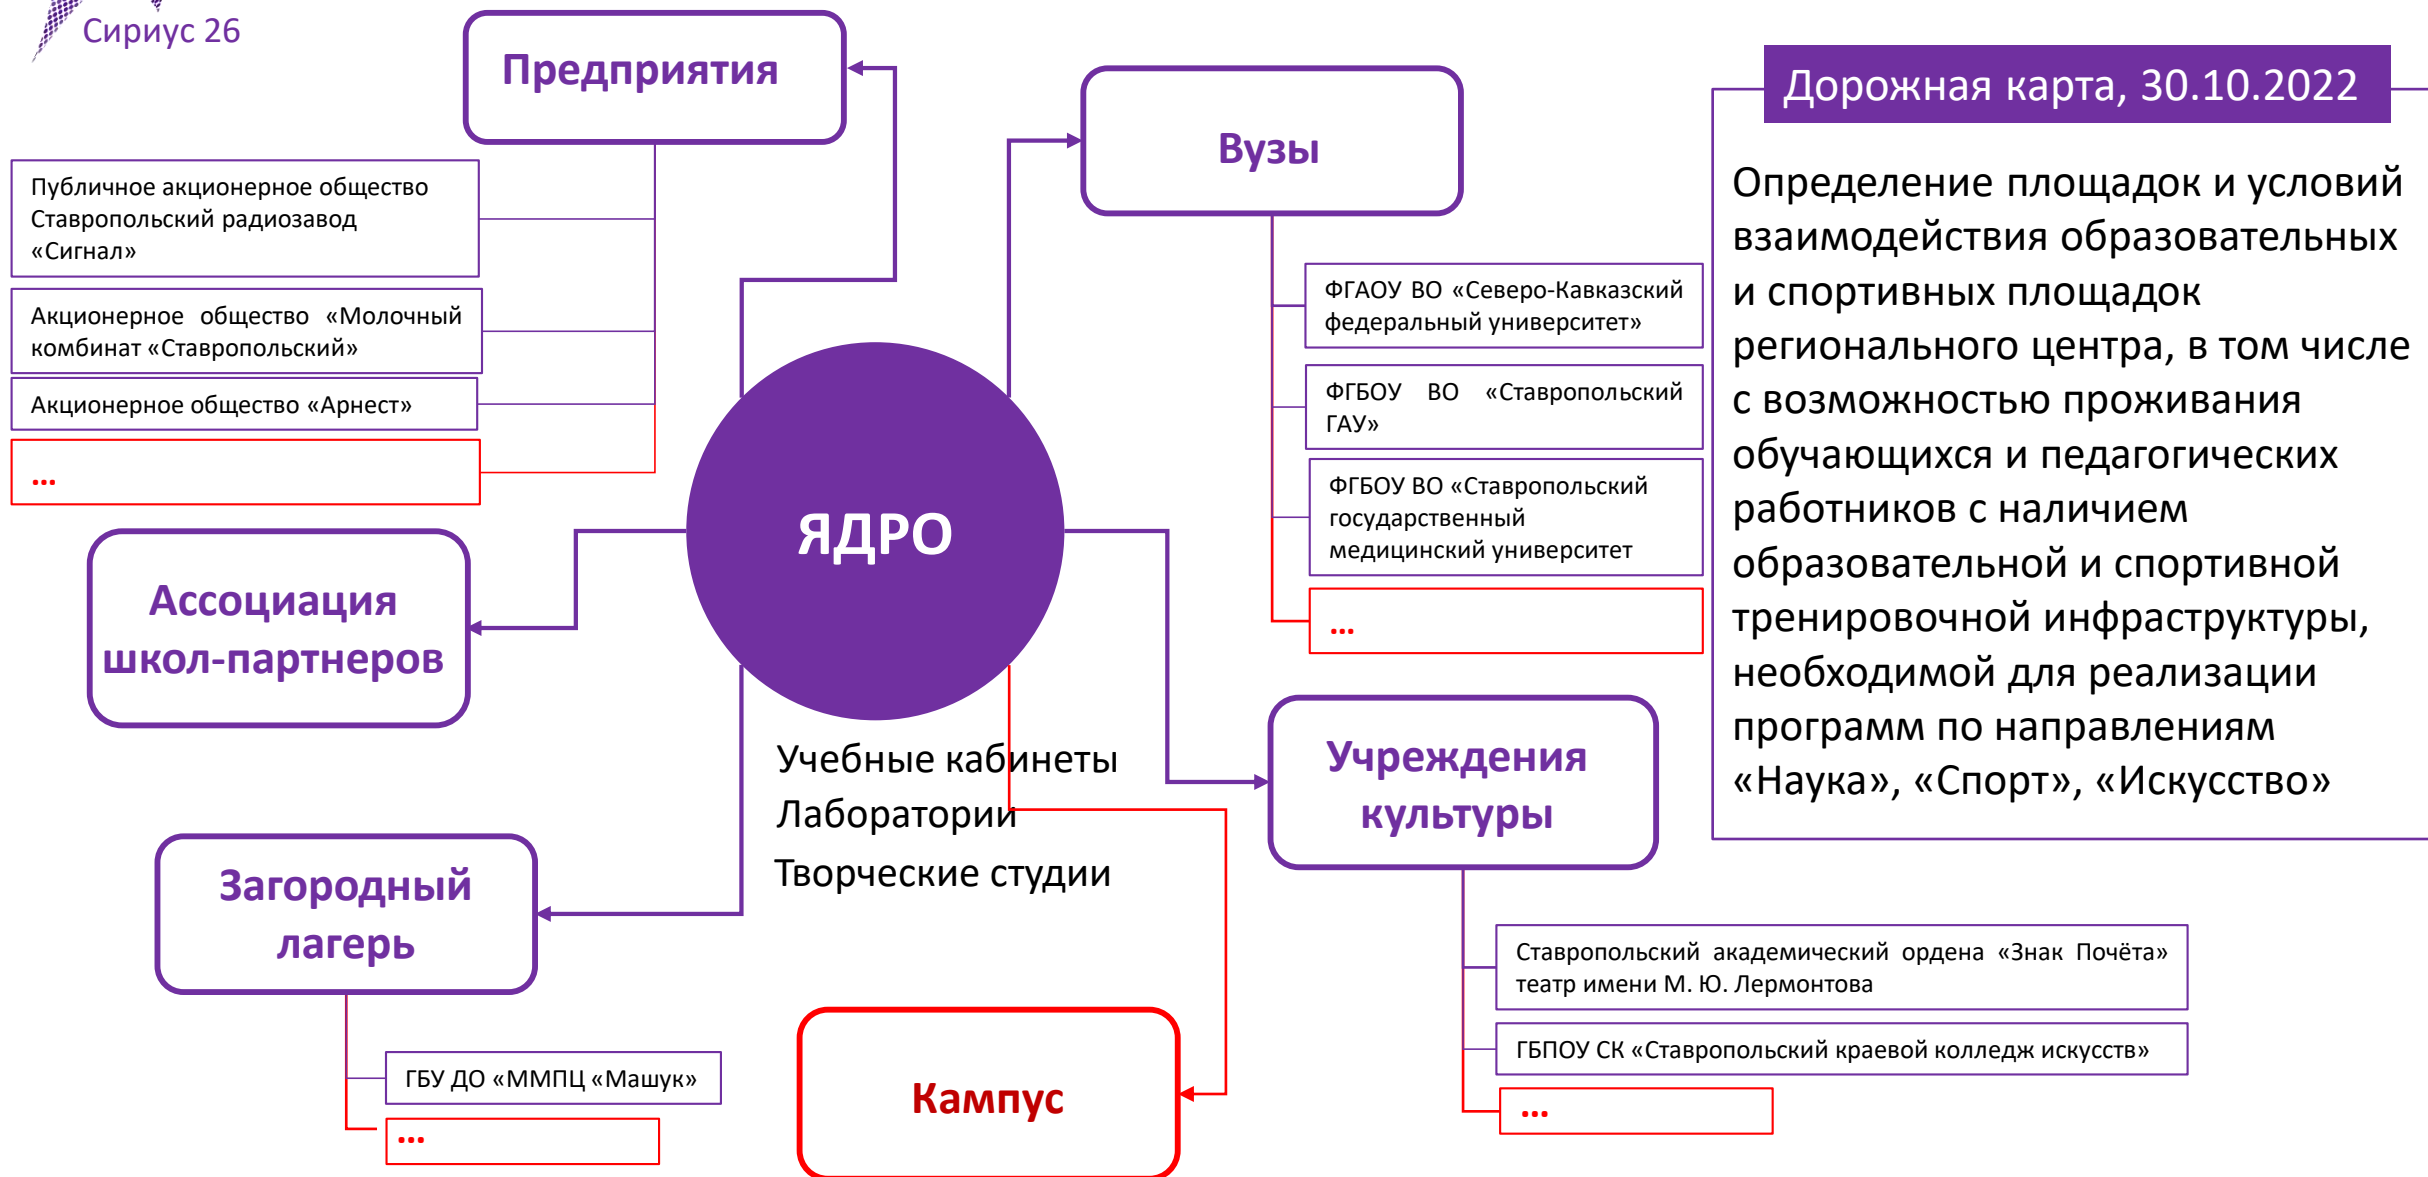 Сириус 26
Предприятия
Публичное акционерное общество
Ставропольский радиозавод
«Сигнал»
Акционерное общество «Молочный
комбинат «Ставропольский»
Акционерное общество «Арнест»
...
Вузы
ФГАОУ ВО «Северо-Кавказский
федеральный университет»
ФГБОУ ВО «Ставропольский
ГАУ»
ФГБОУ ВО «Ставропольский
государственный
медицинский университет
...
Дорожная карта, 30.10.2022
Определение площадок и условий
взаимодействия образовательных
и спортивных площадок
регионального центра, в том числе
с возможностью проживания
обучающихся и педагогических
работников с наличием
образовательной и спортивной
тренировочной инфраструктуры,
необходимой для реализации
программ по направлениям
«Наука», «Спорт», «Искусство»
ЯДРО
Учебные кабинеты
Лаборатории
Творческие студии
Ассоциация
школ-партнеров
Загородный
лагерь
ГБУ ДО «ММПЦ «Машук»
...
Кампус
Учреждения
культуры
Ставропольский академический ордена «Знак Почёта»
театр имени М. Ю. Лермонтова
ГБПОУ СК «Ставропольский краевой колледж искусств»
...